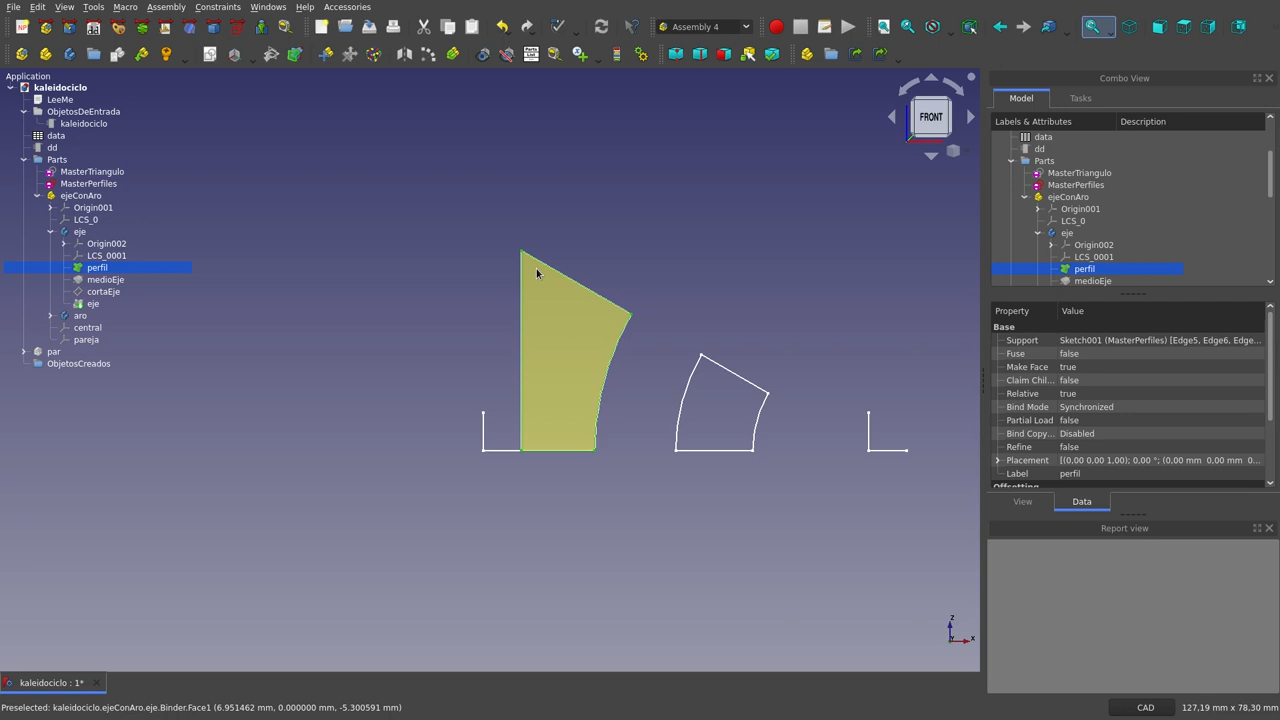 File Edit View Tools Macro Assembly Constraints Windows Help Accessories
Assembly 4
Parts List
Application
kaleidociclo
LeeMe
ObjetosDeEntrada
kaleidociclo
data
dd
Parts
MasterTriangulo
MasterPerfiles
ejeConAro
Origin001
LCS_0
eje
Origin002
LCS_0001
perfil
medioEje
cortaEje
eje
aro
central
pareja
par
ObjetosCreados
FRONT
Z
Y
X
Combo View
Model Tasks
Labels & Attributes Description
data
dd
Parts
MasterTriangulo
MasterPerfiles
ejeConAro
Origin001
LCS_0
eje
Origin002
LCS_0001
perfil
medioEje
Property Value
Base
Support Sketch001 (MasterPerfiles) [Edge5, Edge6, Edge...
Fuse false
Make Face true
Claim Chil... false
Relative true
Bind Mode Synchronized
Partial Load false
Bind Copy... Disabled
Refine false
Placement [(0,00 0,00 1,00); 0,00 °; (0,00 mm 0,00 mm 0...
Label perfil
Offsetting
View Data
Report view
kaleidociclo : 1*
Preselected: kaleidociclo.ejeConAro.eje.Binder.Face1 (6.951462 mm, 0.000000 mm, -5.300591 mm)
CAD 127,19 mm x 78,30 mm